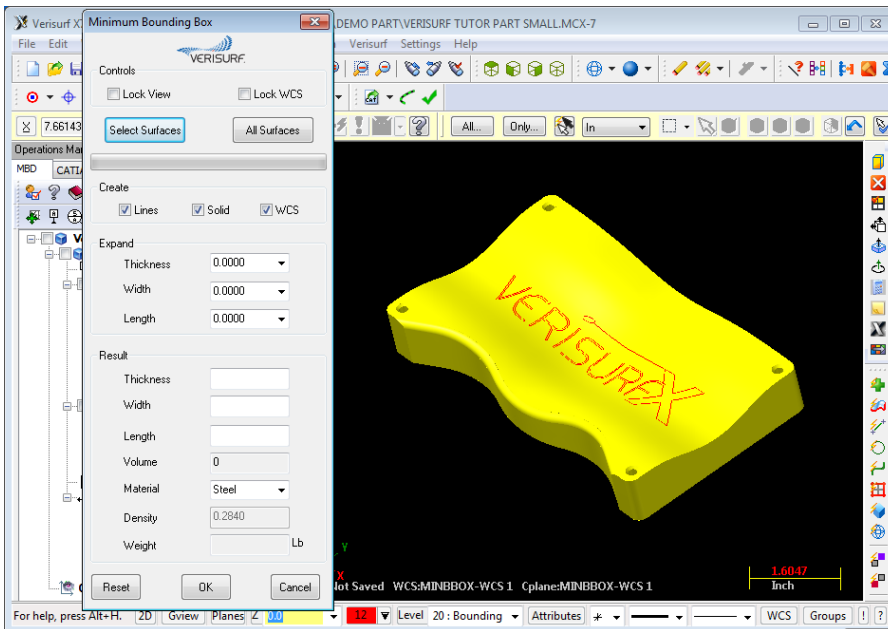 Verisurf X
Minimum Bounding Box
DEMO PART\VERISURF TUTOR PART SMALL.MCX-7
File Edit
Verisurf Settings Help
VERISURF
Controls
Lock View
Lock WCS
7.66143
Select Surfaces
All Surfaces
All...
Only...
In
Operations Ma
MBD
CATIA
Create
Lines
Solid
WCS
Expand
Thickness
0.0000
Width
0.0000
Length
0.0000
VERISURF X
Result
Thickness
Width
Length
Volume
0
Material
Steel
Density
0.2840
Weight
Lb
Y
X
Reset
OK
Cancel
Not Saved WCS:MINBBOX-WCS 1 Cplane:MINBBOX-WCS 1
1.6047
Inch
For help, press Alt+H.
2D
Gview
Planes
Z
0.0
12
Level
20 : Bounding
Attributes
WCS
Groups
!
?